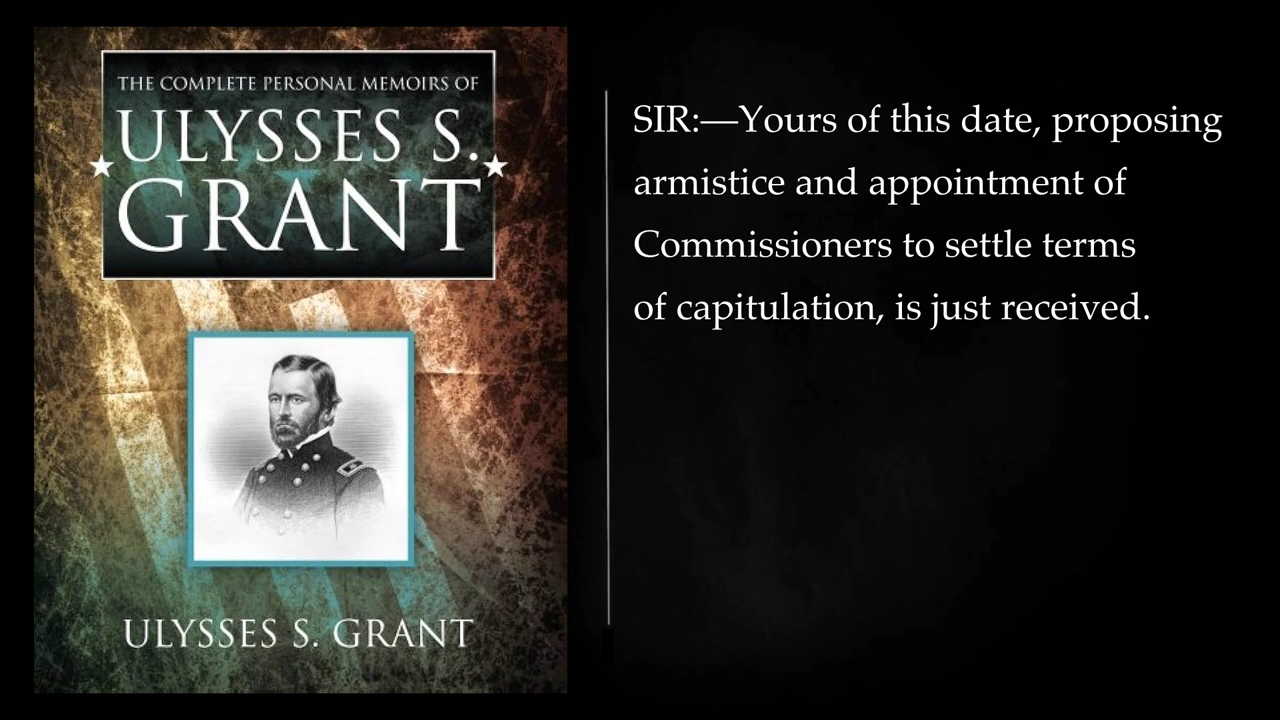 THE COMPLETE PERSONAL MEMOIRS OF
ULYSSES S.
GRANT
ULYSSES S. GRANT
SIR:—Yours of this date, proposing
armistice and appointment of
Commissioners to settle terms
of capitulation, is just received.